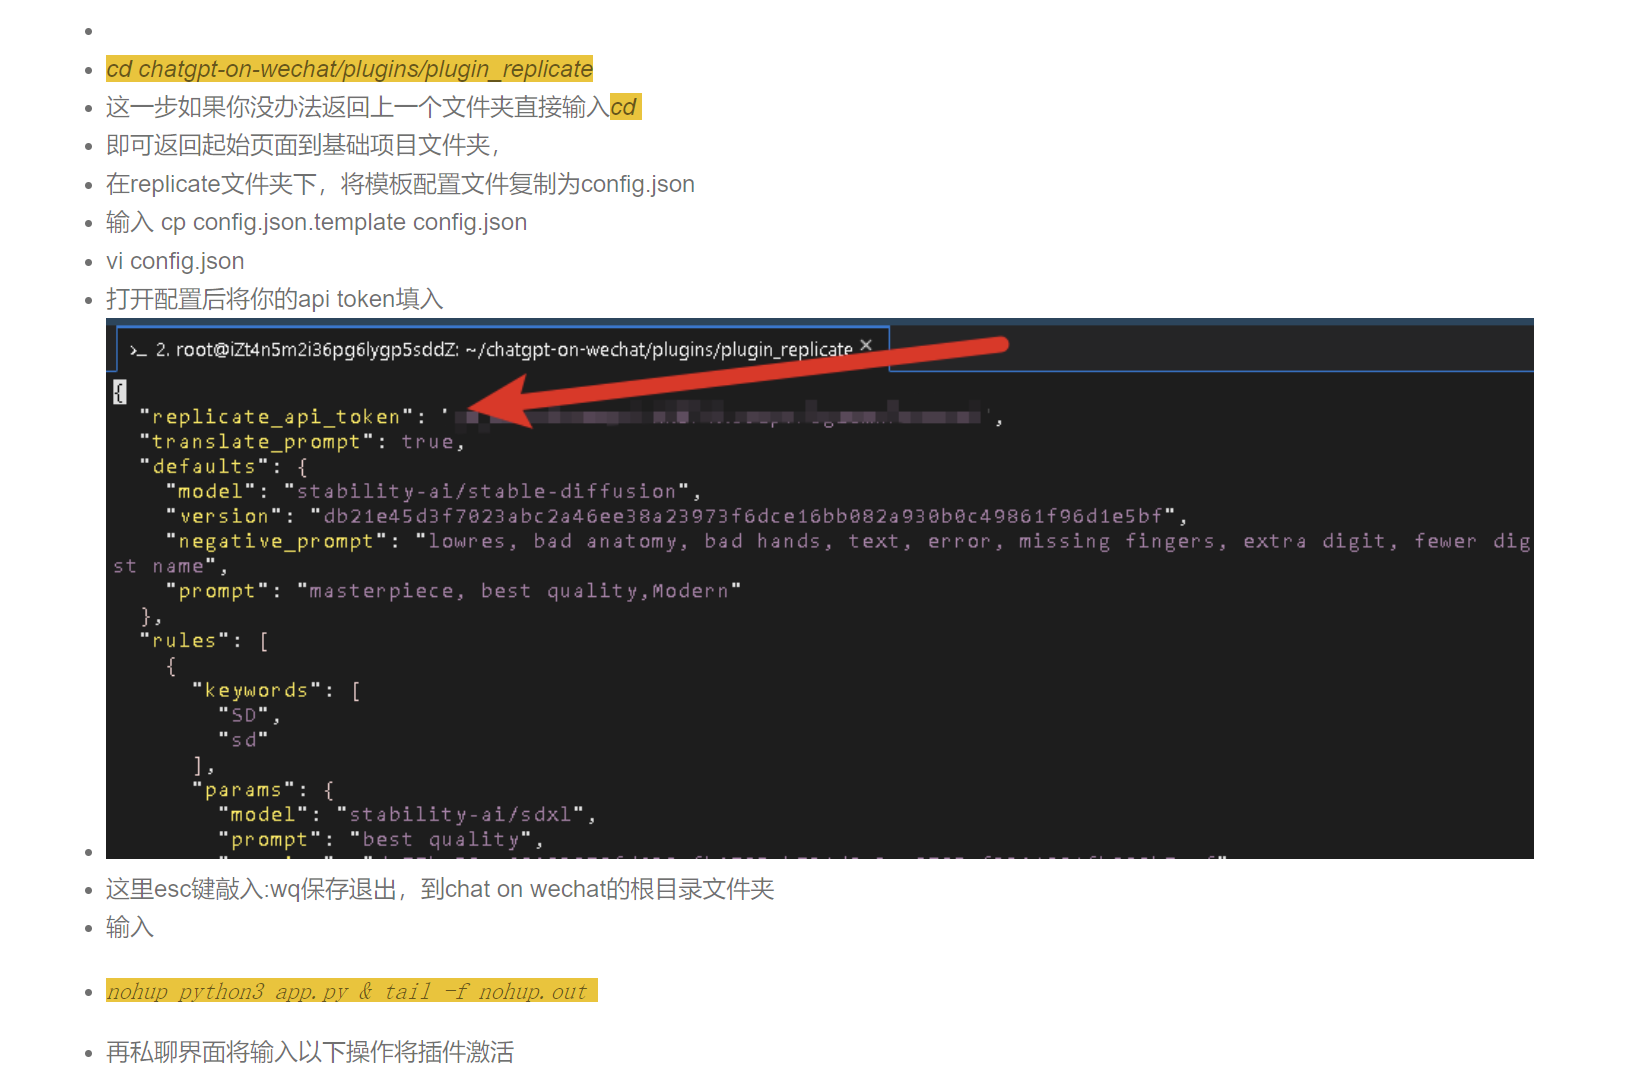 cd chatgpt-on-wechat/plugins/plugin_replicate
这一步如果你没办法返回上一个文件夹直接输入cd
即可返回起始页面到基础项目文件夹，
在replicate文件夹下，将模板配置文件复制为config.json
输入 cp config.json.template config.json
vi config.json
打开配置后将你的api token填入
>_ 2. root@iZt4n5m2i36pg6lygp5sddZ: ~/chatgpt-on-wechat/plugins/plugin_replicate ×
{
"replicate_api_token": " ",
"translate_prompt": true,
"defaults": {
"model": "stability-ai/stable-diffusion",
"version": "db21e45d3f7023abc2a46ee38a23973f6dce16bb082a930b0c49861f96d1e5bf",
"negative_prompt": "lowres, bad anatomy, bad hands, text, error, missing fingers, extra digit, fewer dig
st name",
"prompt": "masterpiece, best quality,Modern"
},
"rules": [
{
"keywords": [
"SD",
"sd"
],
"params": {
"model": "stability-ai/sdxl",
"prompt": "best quality",
这里esc键敲入:wq保存退出，到chat on wechat的根目录文件夹
输入
nohup python3 app.py & tail -f nohup.out
再私聊界面将输入以下操作将插件激活